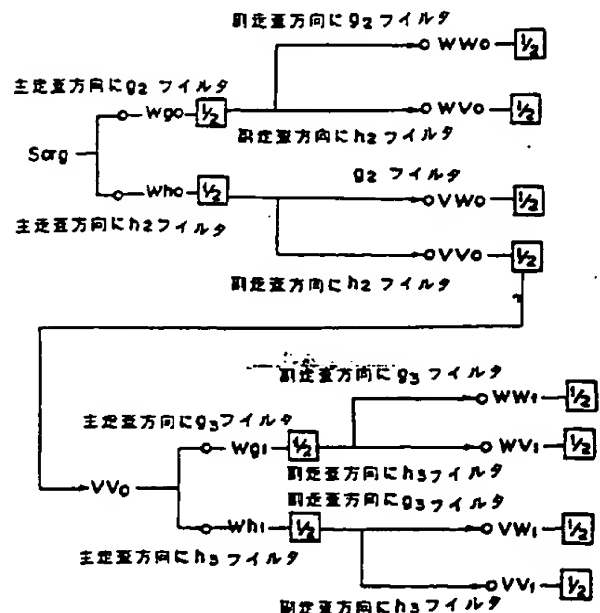 副走査方向にg2フィルタ
WW0 1/2
主走査方向にg2 フィルタ
Wg0 1/2
WV0 1/2
副走査方向にh2フィルタ
Sorg
g2 フィルタ
Wh0 1/2
VW0 1/2
主走査方向にh2フィルタ
VV0 1/2
副走査方向にh2 フィルタ
副走査方向にg3 フィルタ
WW1 1/2
主走査方向にg3フィルタ
Wg1 1/2
WV1 1/2
副走査方向にh3フィルタ
副走査方向にg3 フィルタ
VV0
Wh1 1/2
VW1 1/2
主走査方向にh3 フィルタ
VV1 1/2
副走査方向にh3 フィルタ